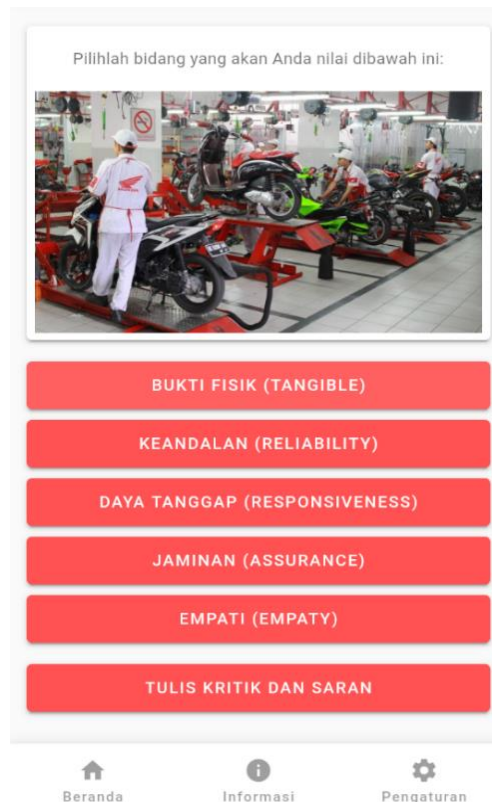 Pilihlah bidang yang akan Anda nilai dibawah ini:
BUKTI FISIK (TANGIBLE)
KEANDALAN (RELIABILITY)
DAYA TANGGAP (RESPONSIVENESS)
JAMINAN (ASSURANCE)
EMPATI (EMPATY)
TULIS KRITIK DAN SARAN
Beranda
Informasi
Pengaturan